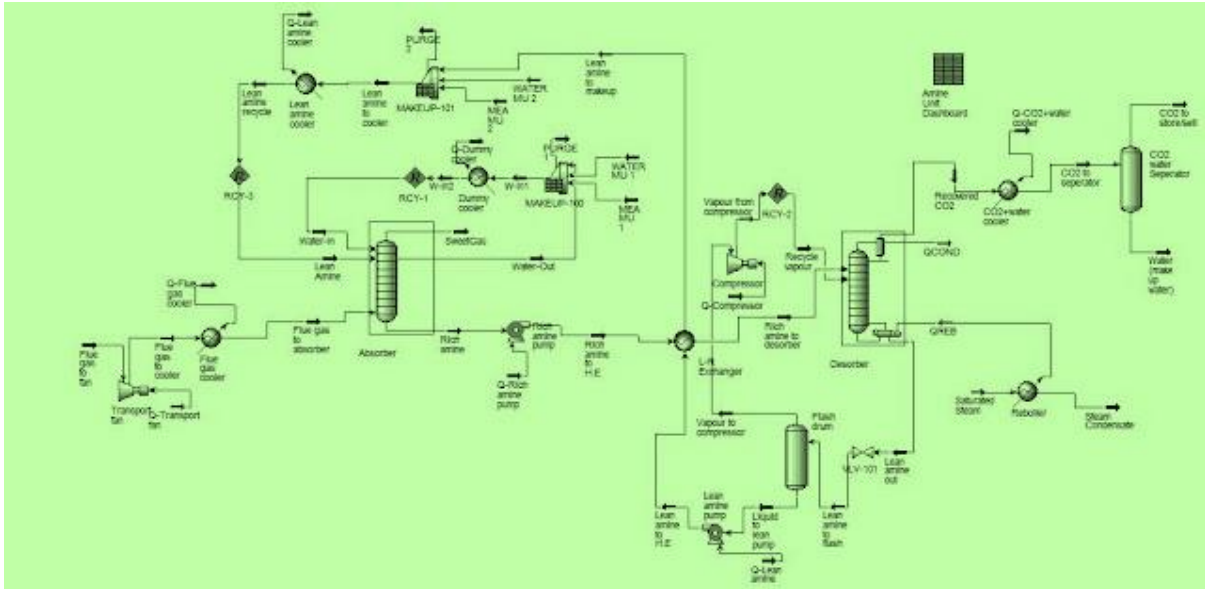 Q-Lean
amine
cooler
PURGE
2
Lean
amine
recycle
Lean
amine
cooler
Lean
amine
to
cooler
MAKEUP-101
MEA
MU
2
WATER
MU 2
Lean
amine
to
makeup
Amine
Unit
Dashboard
Q-CO2+water
cooler
CO2 to
store/sell
CO2
water
Seperator
CO2 to
seperator
CO2+water
cooler
Recovered
CO2
Water
(make
up
water)
RCY-3
Q-Dummy
cooler
PURGE
1
WATER
MU 1
RCY-1
W-in2
Dummy
cooler
W-in1
MAKEUP-100
MEA
MU
1
Water-In
SweetGas
Lean
Amine
Water-Out
Vapour from
compressor
RCY-2
Recycle
vapour
Compressor
Q-Compressor
QCOND
Q-Flue
gas
cooler
Flue gas
to
absorber
Flue
gas
to fan
Flue
gas
to
cooler
Flue gas
cooler
Transport
fan
Q-Transport
fan
Absorber
Rich
amine
Rich
amine
pump
Rich
amine
to
H.E
Q-Rich
amine
pump
L-R
Exchanger
Rich
amine to
desorber
Desorber
QREB
Saturated
Steam
Reboiler
Steam
Condensate
Vapour to
compressor
Flash
drum
VLV-101
Lean
amine
out
Lean
amine
to
H.E
Lean
amine
pump
Liquid
to
lean
pump
Lean
amine
to
flash
Q-Lean
amine